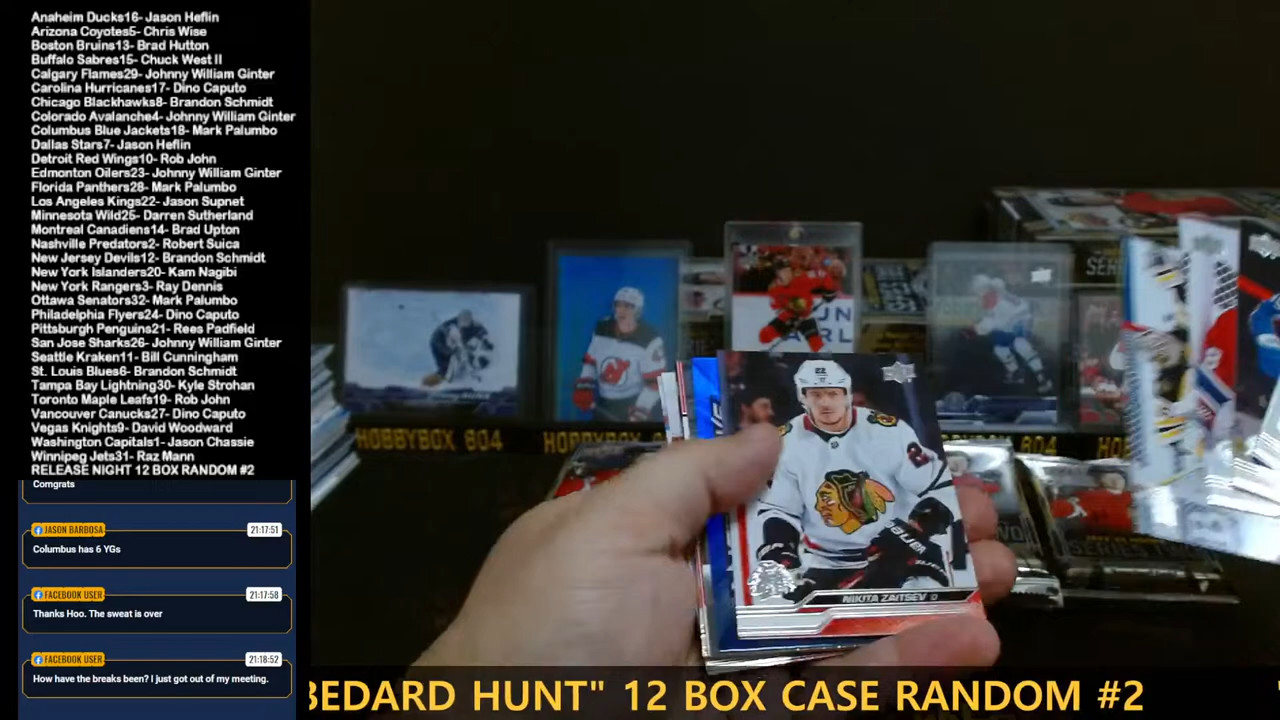 Anaheim Ducks16- Jason Heflin
Arizona Coyotes5- Chris Wise
Boston Bruins13- Brad Hutton
Buffalo Sabres15- Chuck West II
Calgary Flames29- Johnny William Ginter
Carolina Hurricanes17- Dino Caputo
Chicago Blackhawks8- Brandon Schmidt
Colorado Avalanche4- Johnny William Ginter
Columbus Blue Jackets18- Mark Palumbo
Dallas Stars7- Jason Heflin
Detroit Red Wings10- Rob John
Edmonton Oilers23- Johnny William Ginter
Florida Panthers28- Mark Palumbo
Los Angeles Kings22- Jason Supnet
Minnesota Wild25- Darren Sutherland
Montreal Canadiens14- Brad Upton
Nashville Predators2- Robert Suica
New Jersey Devils12- Brandon Schmidt
New York Islanders20- Kam Nagibi
New York Rangers3- Ray Dennis
Ottawa Senators32- Mark Palumbo
Philadelphia Flyers24- Dino Caputo
Pittsburgh Penguins21- Rees Padfield
San Jose Sharks26- Johnny William Ginter
Seattle Kraken11- Bill Cunningham
St. Louis Blues6- Brandon Schmidt
Tampa Bay Lightning30- Kyle Strohan
Toronto Maple Leafs19- Rob John
Vancouver Canucks27- Dino Caputo
Vegas Knights9- David Woodward
Washington Capitals1- Jason Chassie
Winnipeg Jets31- Raz Mann
RELEASE NIGHT 12 BOX RANDOM #2
Comgrats
JASON BARBOSA 21:17:51
Columbus has 6 YGs
FACEBOOK USER 21:17:58
Thanks Hoo. The sweat is over
FACEBOOK USER 21:18:52
How have the breaks been? I just got out of my meeting.
HOBBYBOX 804
22
NIKITA ZAITSEV D
BEDARD HUNT" 12 BOX CASE RANDOM #2